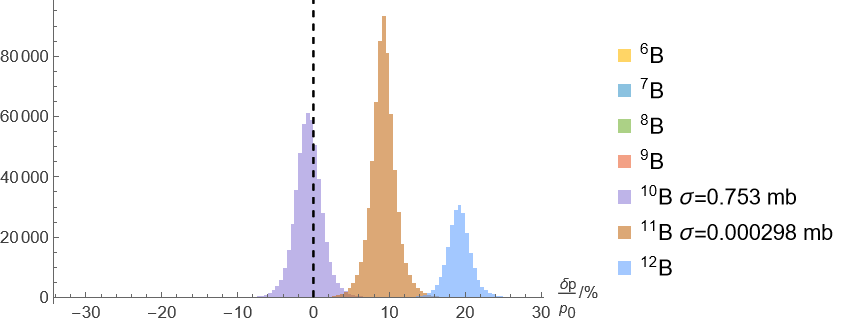 80 000
60 000
40 000
20 000
0
−30
−20
−10
0
10
20
30
δp/p₀ /%
⁶B
⁷B
⁸B
⁹B
¹⁰B σ=0.753 mb
¹¹B σ=0.000298 mb
¹²B